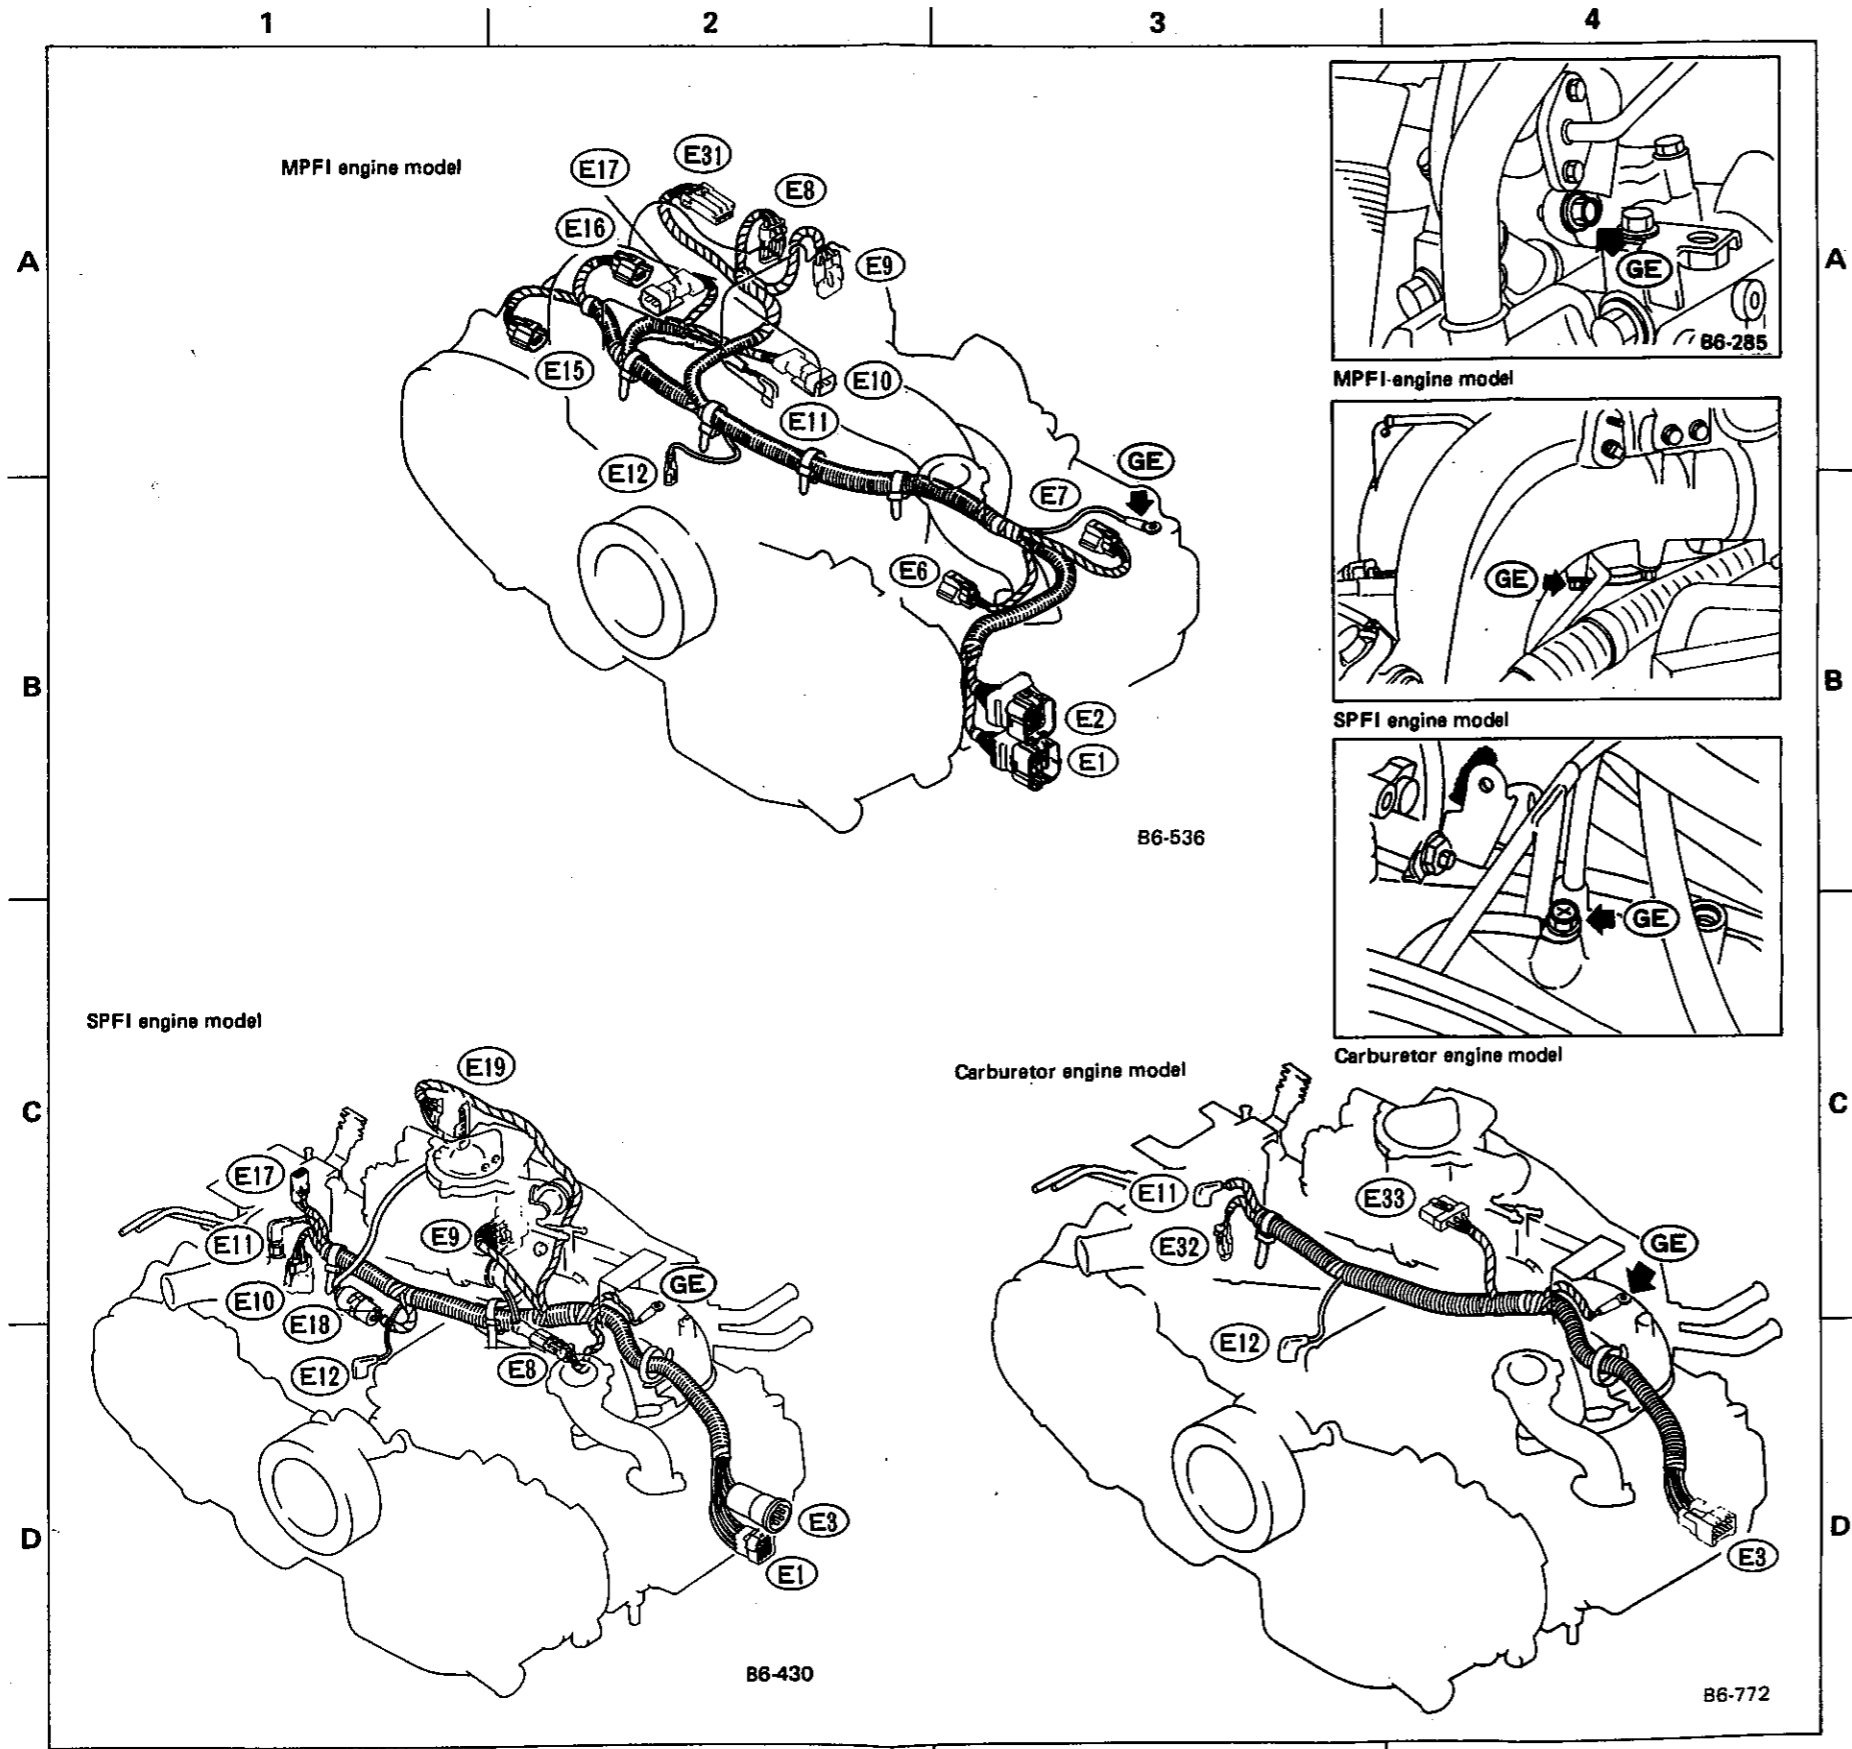 1 2 3 4
A
B
C
D
A
B
C
D
MPFI engine model
E17
E31
E8
E16
E9
E15
E10
E11
E12
GE
E7
E6
E2
E1
B6-536
GE
B6-285
MPFI engine model
GE
SPFI engine model
GE
Carburetor engine model
SPFI engine model
E19
E17
E11
E9
E10
E18
GE
E12
E8
E3
E1
B6-430
Carburetor engine model
E11
E33
E32
GE
E12
E3
B6-772